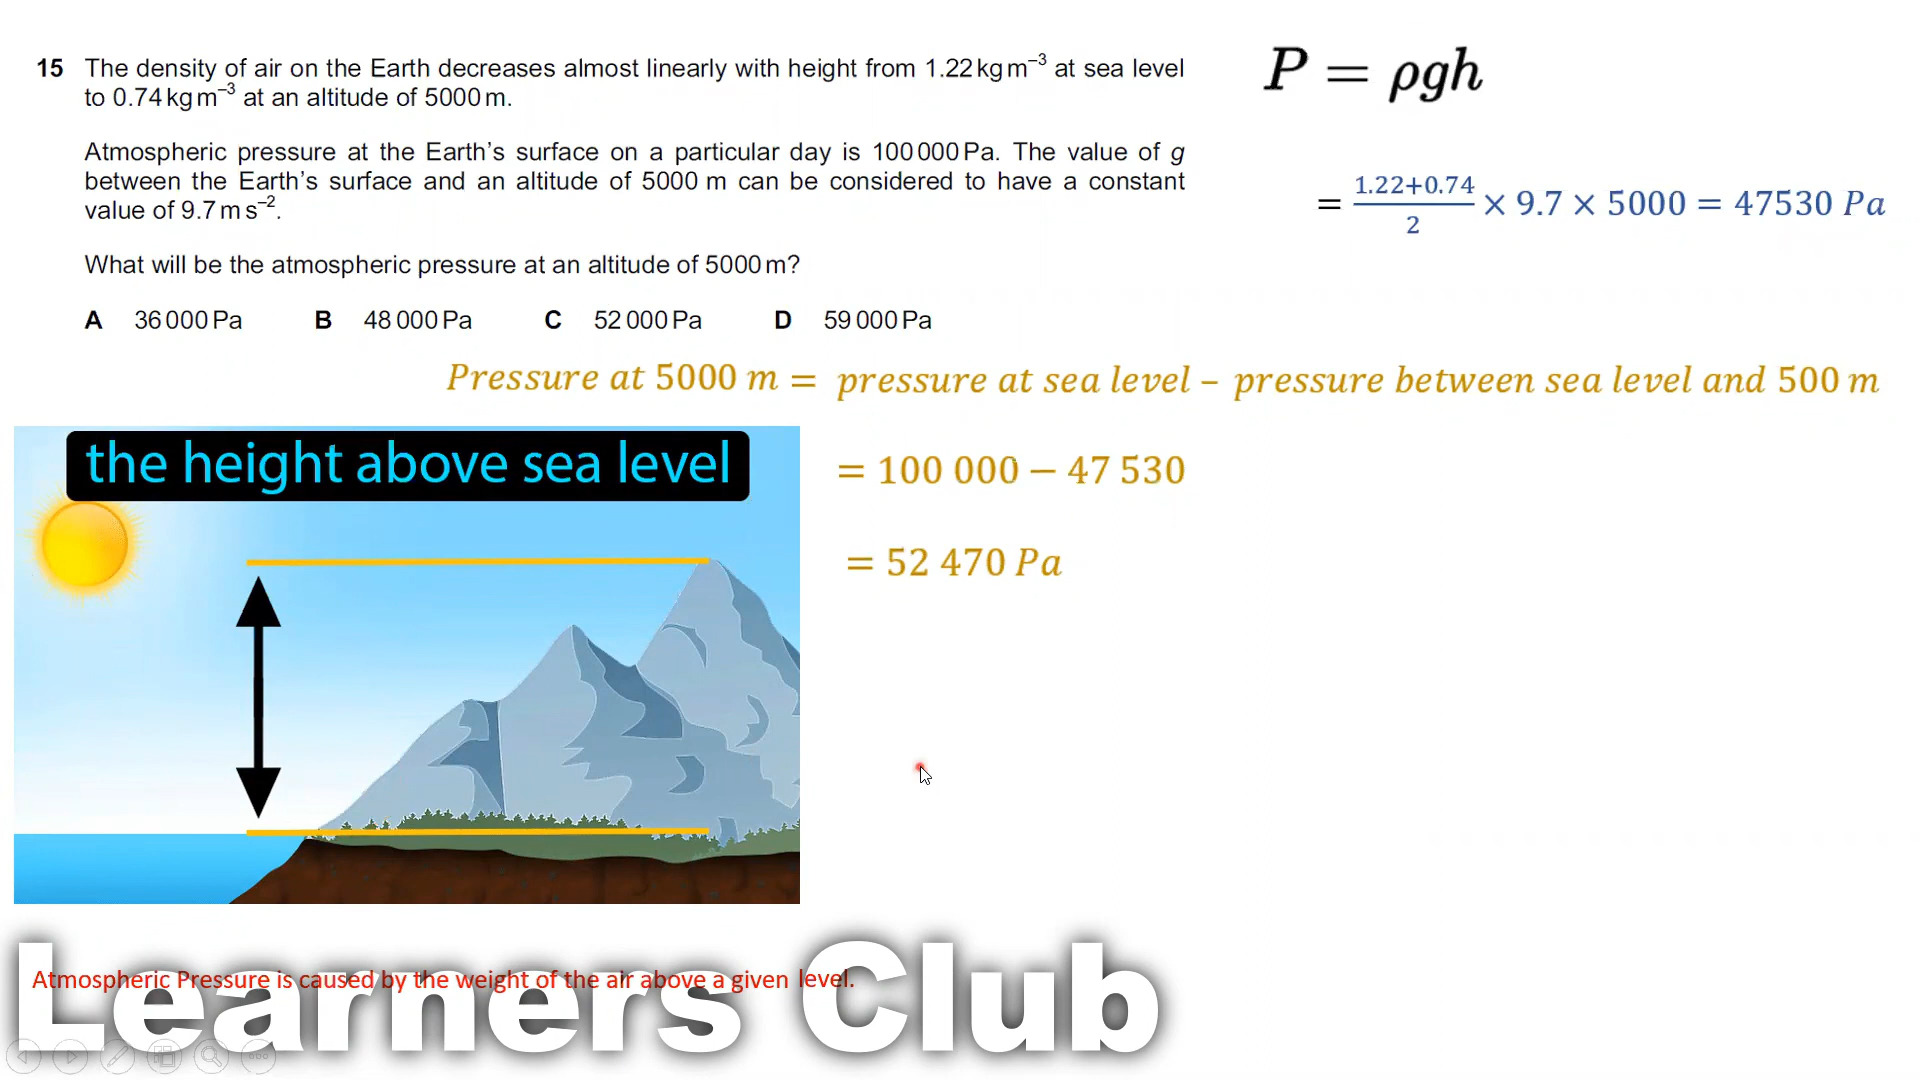 15 The density of air on the Earth decreases almost linearly with height from 1.22 kg m⁻³ at sea level
to 0.74 kg m⁻³ at an altitude of 5000 m.
Atmospheric pressure at the Earth's surface on a particular day is 100 000 Pa. The value of g
between the Earth's surface and an altitude of 5000 m can be considered to have a constant
value of 9.7 m s⁻².
What will be the atmospheric pressure at an altitude of 5000 m?
A 36 000 Pa B 48 000 Pa C 52 000 Pa D 59 000 Pa
P = ρgh
= (1.22+0.74)/2 × 9.7 × 5000 = 47530 Pa
Pressure at 5000 m = pressure at sea level – pressure between sea level and 500 m
= 100 000 − 47 530
= 52 470 Pa
the height above sea level
Atmospheric Pressure is caused by the weight of the air above a given level.
Learners Club